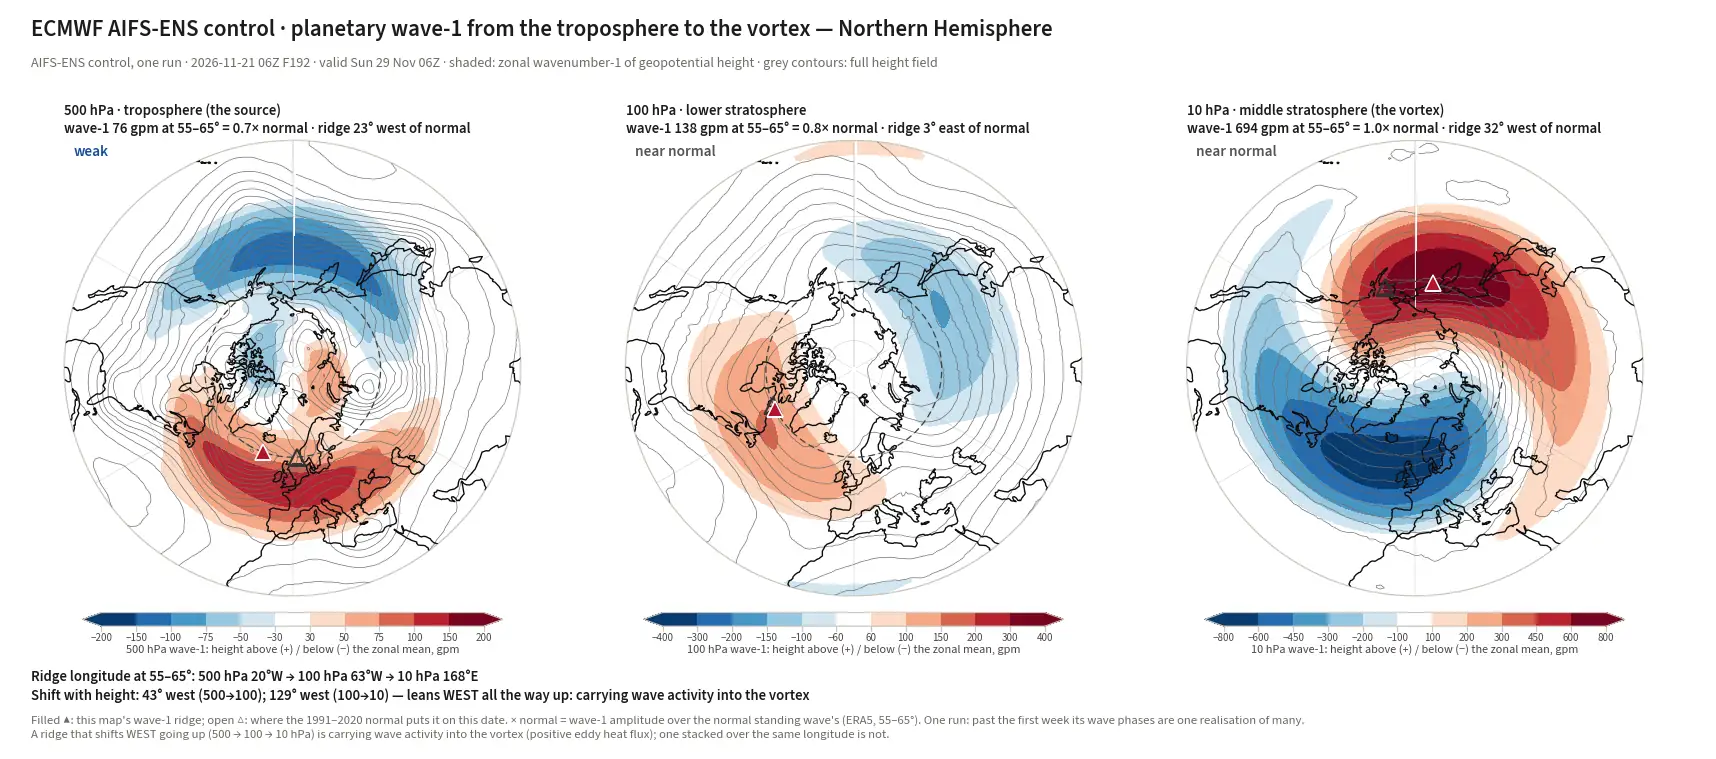 ECMWF AIFS-ENS control · planetary wave-1 from the troposphere to the vortex — Northern Hemisphere
AIFS-ENS control, one run · 2026-11-21 06Z F192 · valid Sun 29 Nov 06Z · shaded: zonal wavenumber-1 of geopotential height · grey contours: full height field
500 hPa · troposphere (the source)
wave-1 76 gpm at 55–65° = 0.7× normal · ridge 23° west of normal
weak
100 hPa · lower stratosphere
wave-1 138 gpm at 55–65° = 0.8× normal · ridge 3° east of normal
near normal
10 hPa · middle stratosphere (the vortex)
wave-1 694 gpm at 55–65° = 1.0× normal · ridge 32° west of normal
near normal
−200 −150 −100 −75 −50 −30 30 50 75 100 150 200
500 hPa wave-1: height above (+) / below (−) the zonal mean, gpm
−400 −300 −200 −150 −100 −60 60 100 150 200 300 400
100 hPa wave-1: height above (+) / below (−) the zonal mean, gpm
−800 −600 −450 −300 −200 −100 100 200 300 450 600 800
10 hPa wave-1: height above (+) / below (−) the zonal mean, gpm
Ridge longitude at 55–65°: 500 hPa 20°W → 100 hPa 63°W → 10 hPa 168°E
Shift with height: 43° west (500→100); 129° west (100→10) — leans WEST all the way up: carrying wave activity into the vortex
Filled ▲: this map's wave-1 ridge; open △: where the 1991–2020 normal puts it on this date. × normal = wave-1 amplitude over the normal standing wave's (ERA5, 55–65°). One run: past the first week its wave phases are one realisation of many.
A ridge that shifts WEST going up (500 → 100 → 10 hPa) is carrying wave activity into the vortex (positive eddy heat flux); one stacked over the same longitude is not.